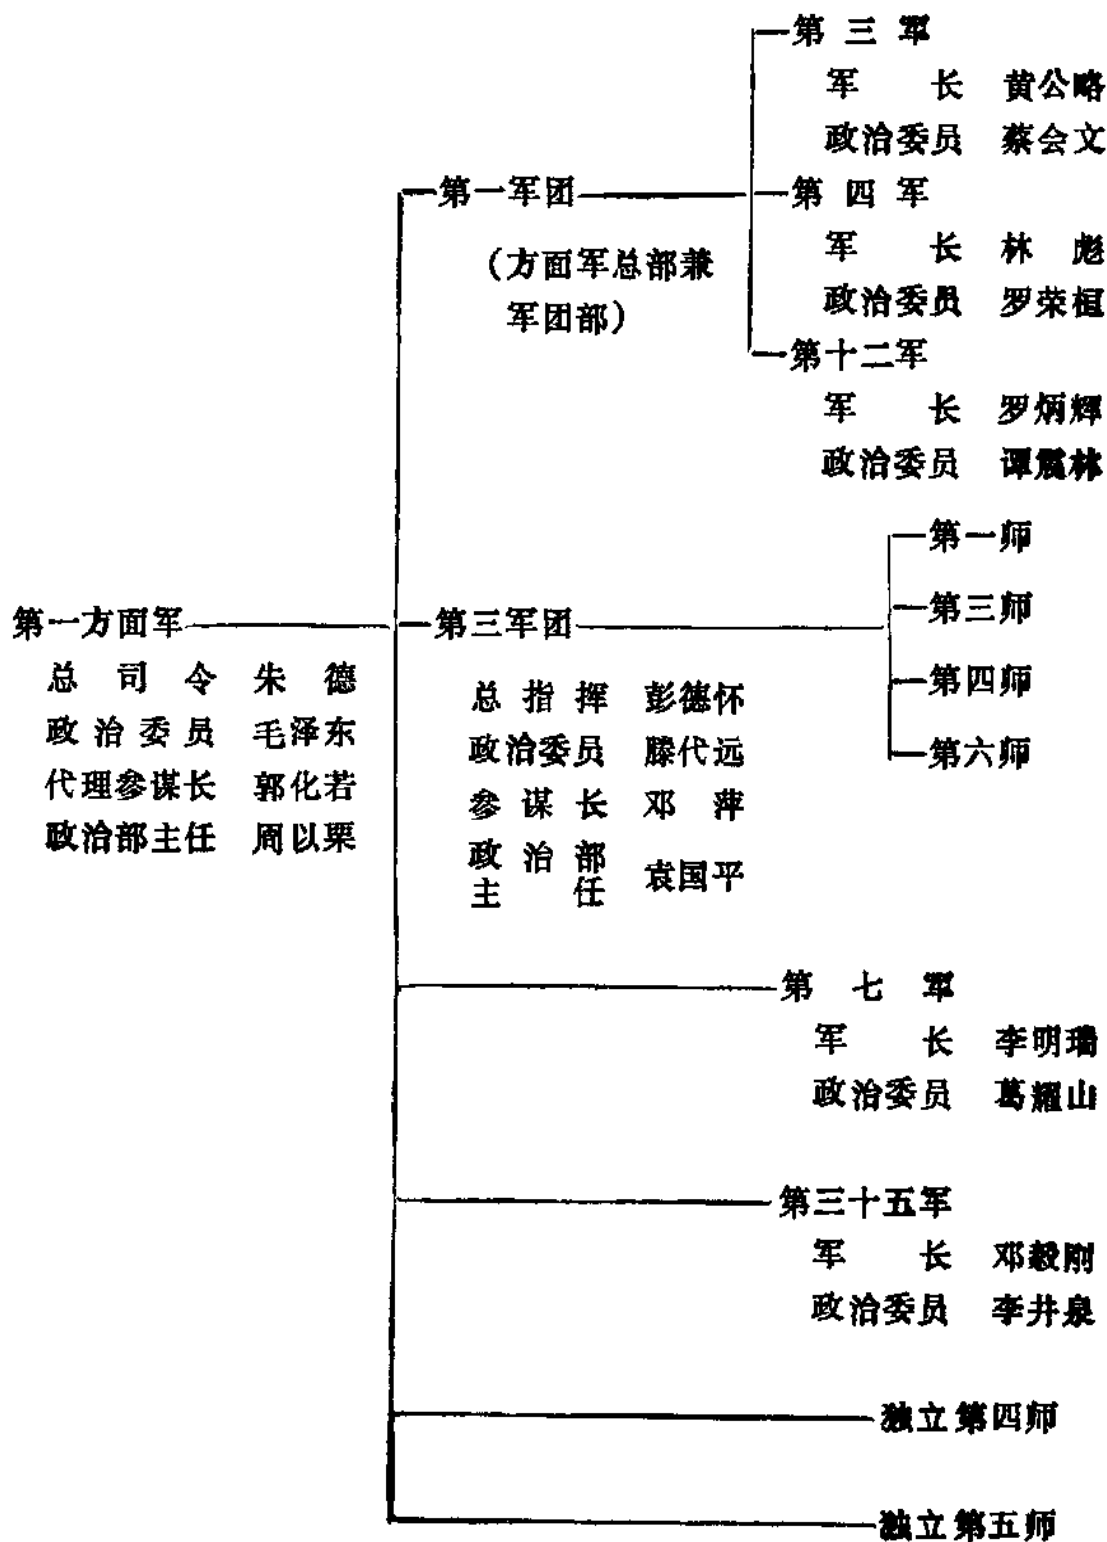 第一方面军
总司令 朱德
政治委员 毛泽东
代理参谋长 郭化若
政治部主任 周以栗
第一军团
(方面军总部兼
军团部)
第三军
军长 黄公略
政治委员 蔡会文
第四军
军长 林彪
政治委员 罗荣桓
第十二军
军长 罗炳辉
政治委员 谭震林
第三军团
总指挥 彭德怀
政治委员 滕代远
参谋长 邓萍
政治部
主任 袁国平
第一师
第三师
第四师
第六师
第七军
军长 李明瑞
政治委员 葛耀山
第三十五军
军长 邓毅刚
政治委员 李井泉
独立第四师
独立第五师